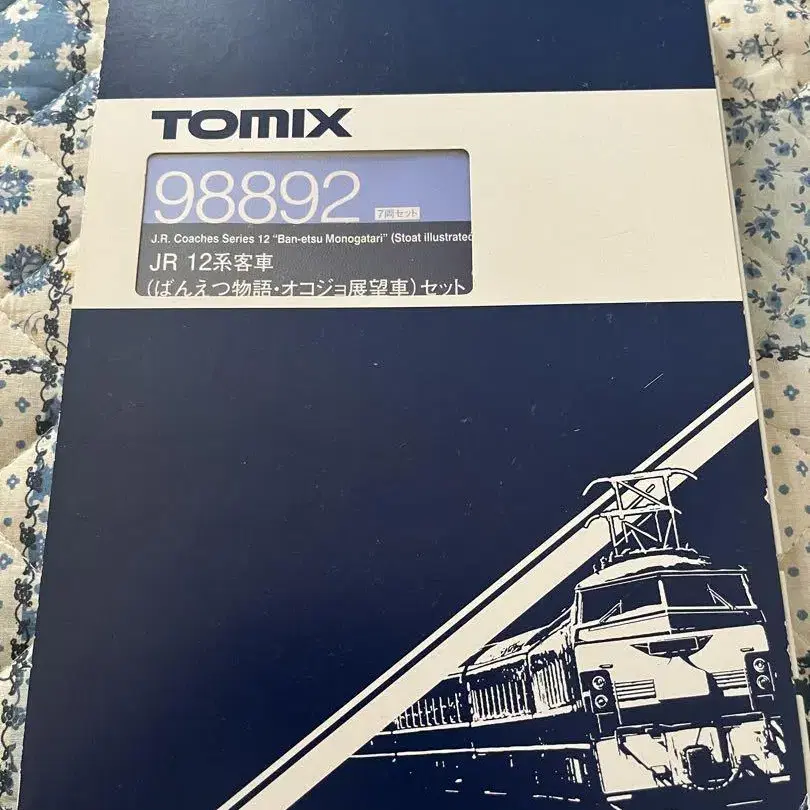 TOMIX
98892 7両セット
J.R. Coaches Series 12 "Ban-etsu Monogatari" (Stoat illustrated
JR 12系客車
(ばんえつ物語・オコジョ展望車)セット